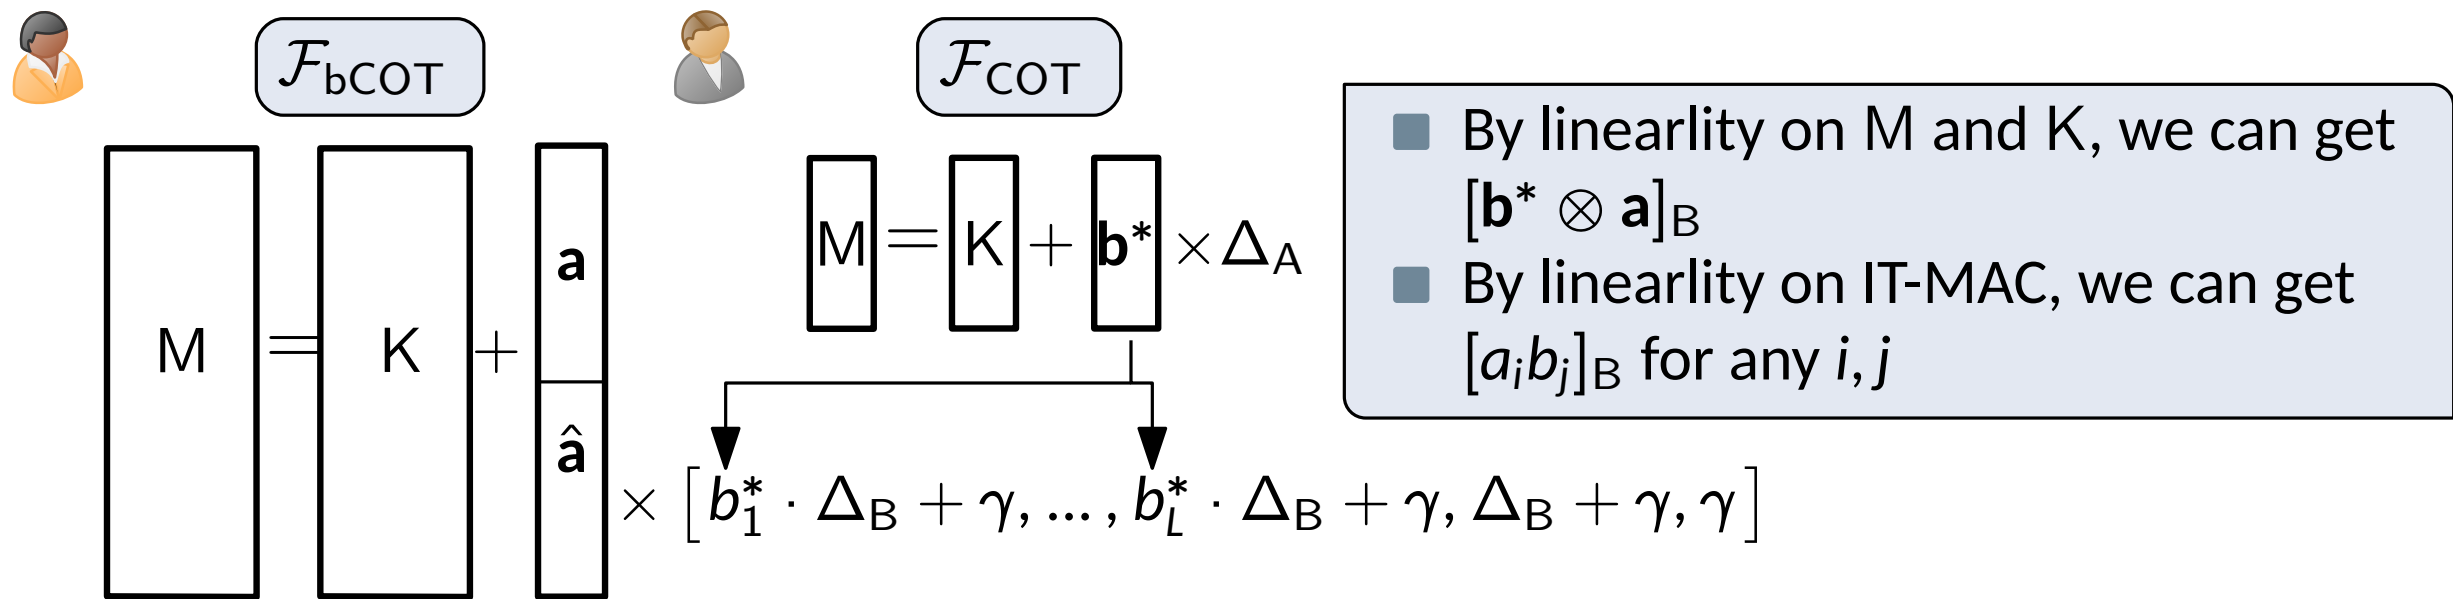 ℱ_bCOT
ℱ_COT
M = K + a â
M = K + b* × Δ_A
× [b*_1 · Δ_B + γ, … , b*_L · Δ_B + γ, Δ_B + γ, γ]
By linearlity on M and K, we can get
[b* ⊗ a]_B
By linearlity on IT-MAC, we can get
[a_i b_j]_B for any i, j